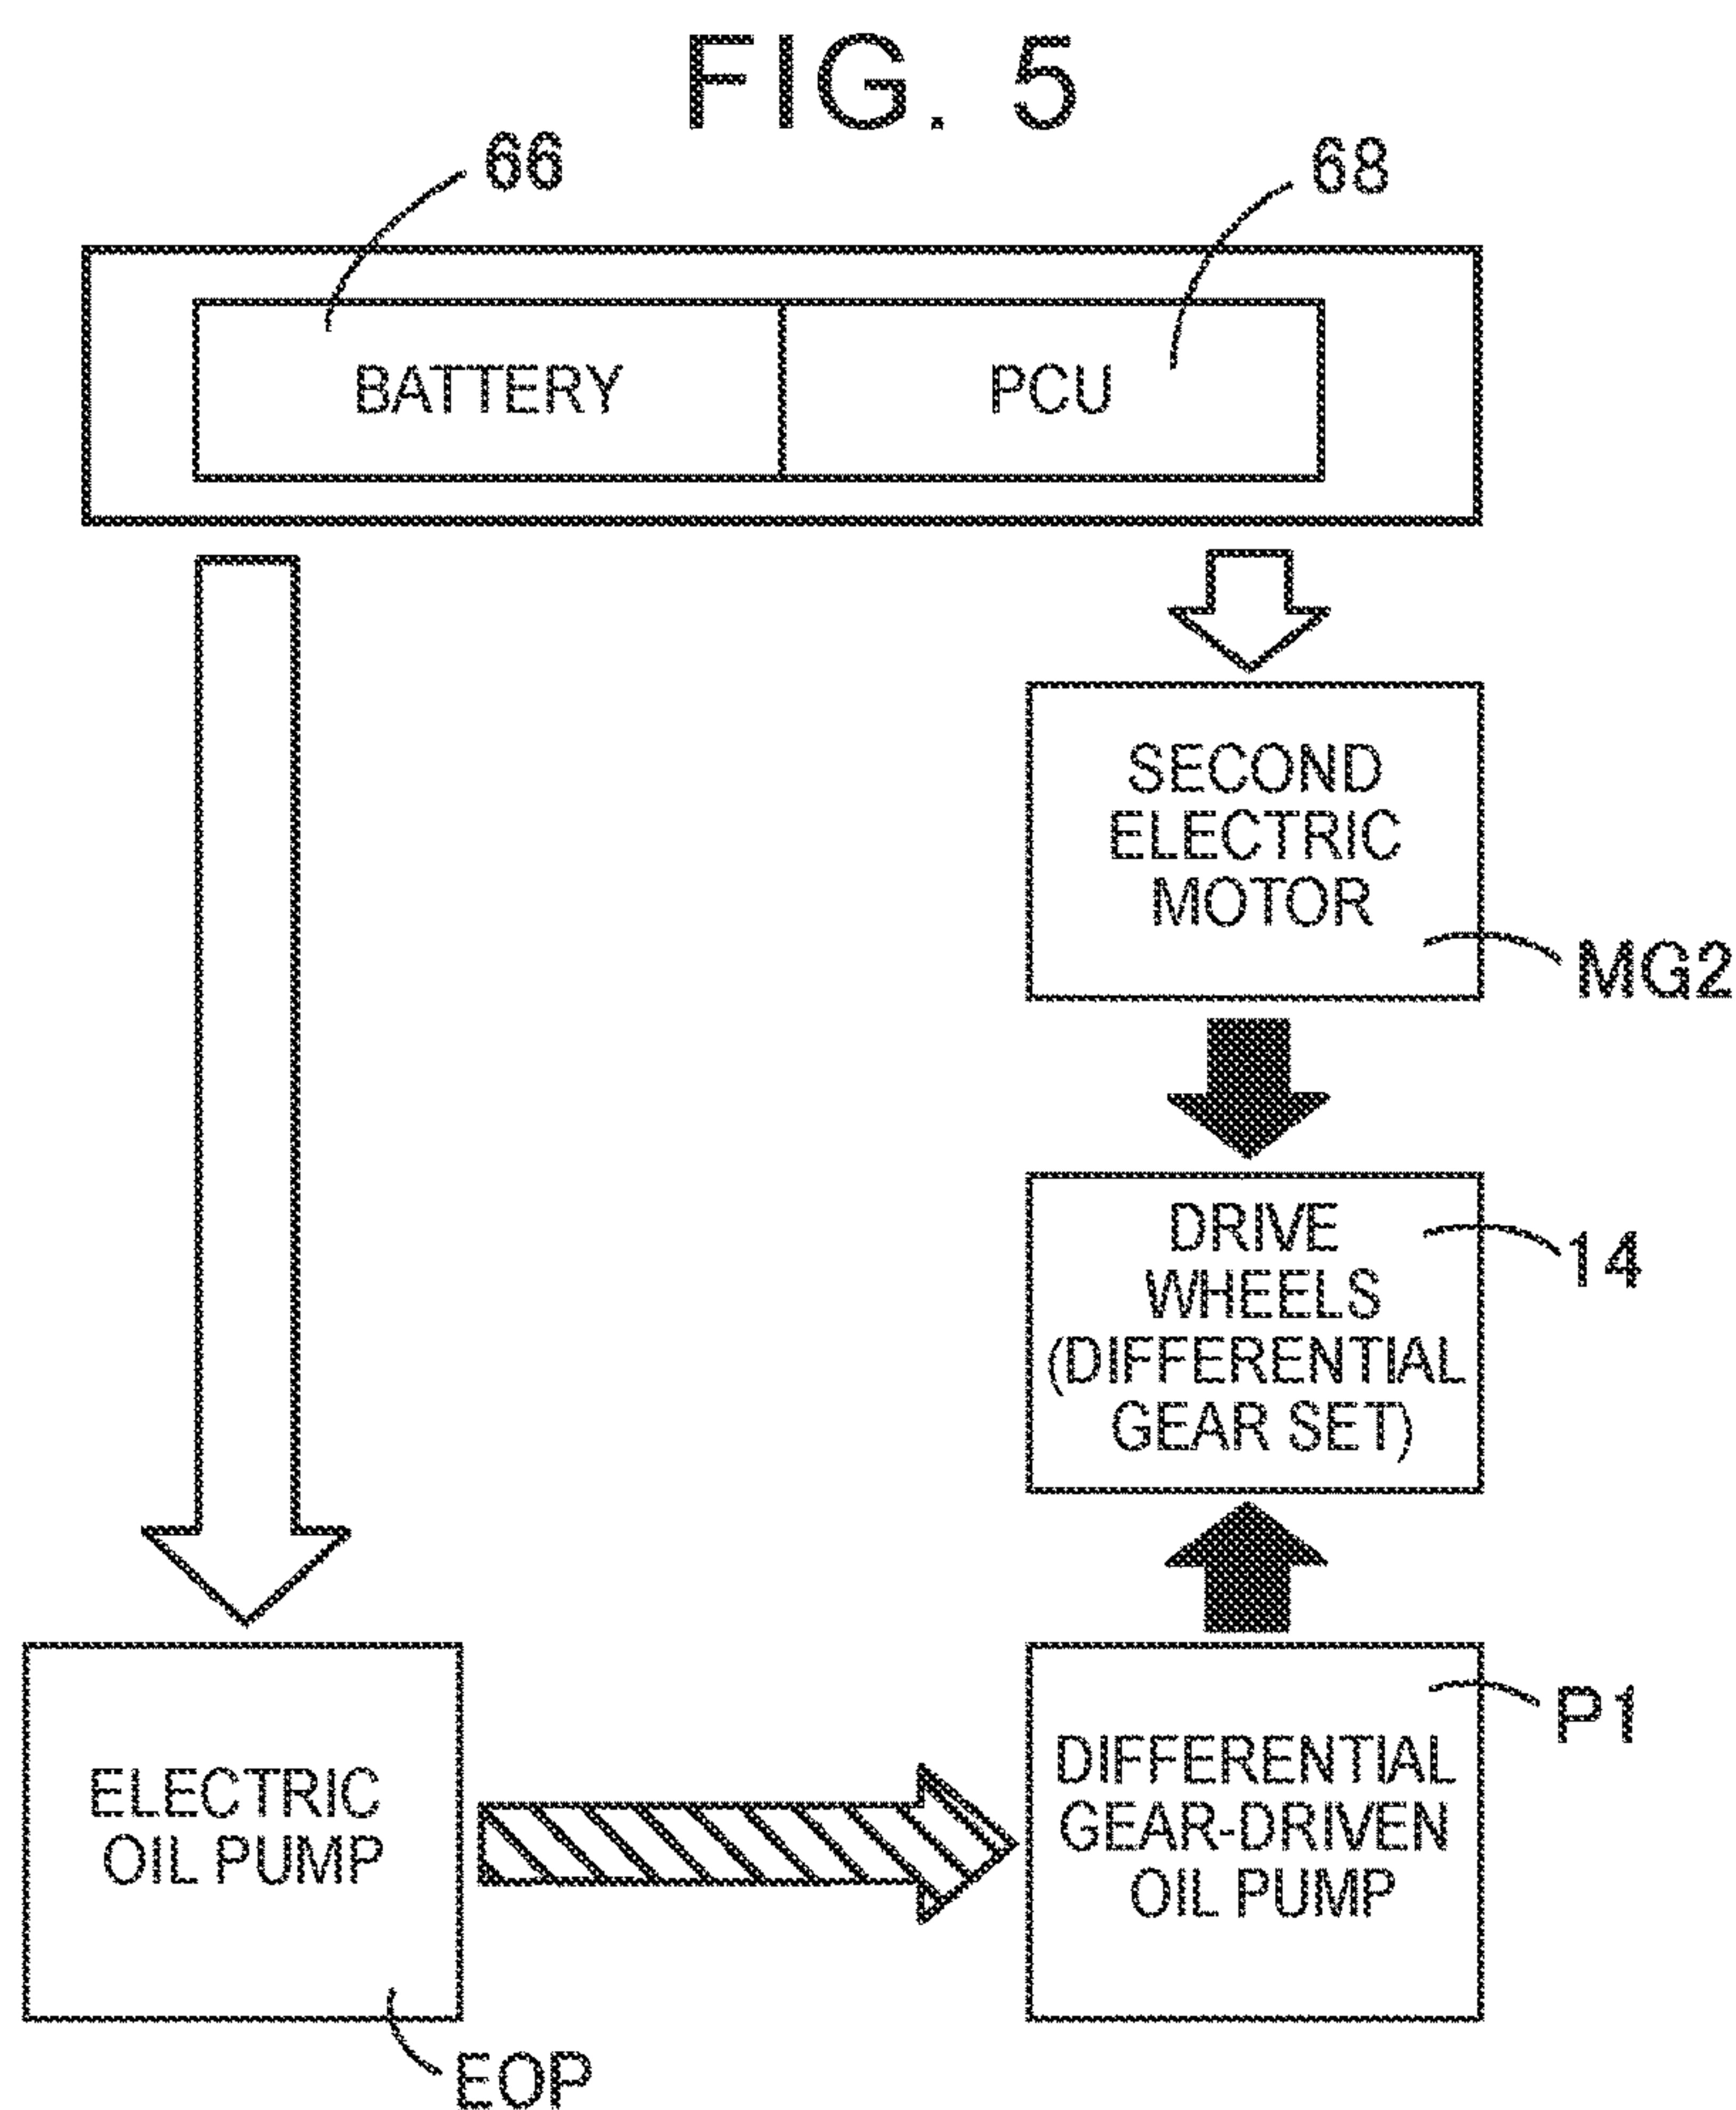 FIG. 5
66
68
BATTERY
PCU
SECOND
ELECTRIC
MOTOR
MG2
DRIVE
WHEELS
(DIFFERENTIAL
GEAR SET)
14
P1
ELECTRIC
OIL PUMP
DIFFERENTIAL
GEAR-DRIVEN
OIL PUMP
EOP